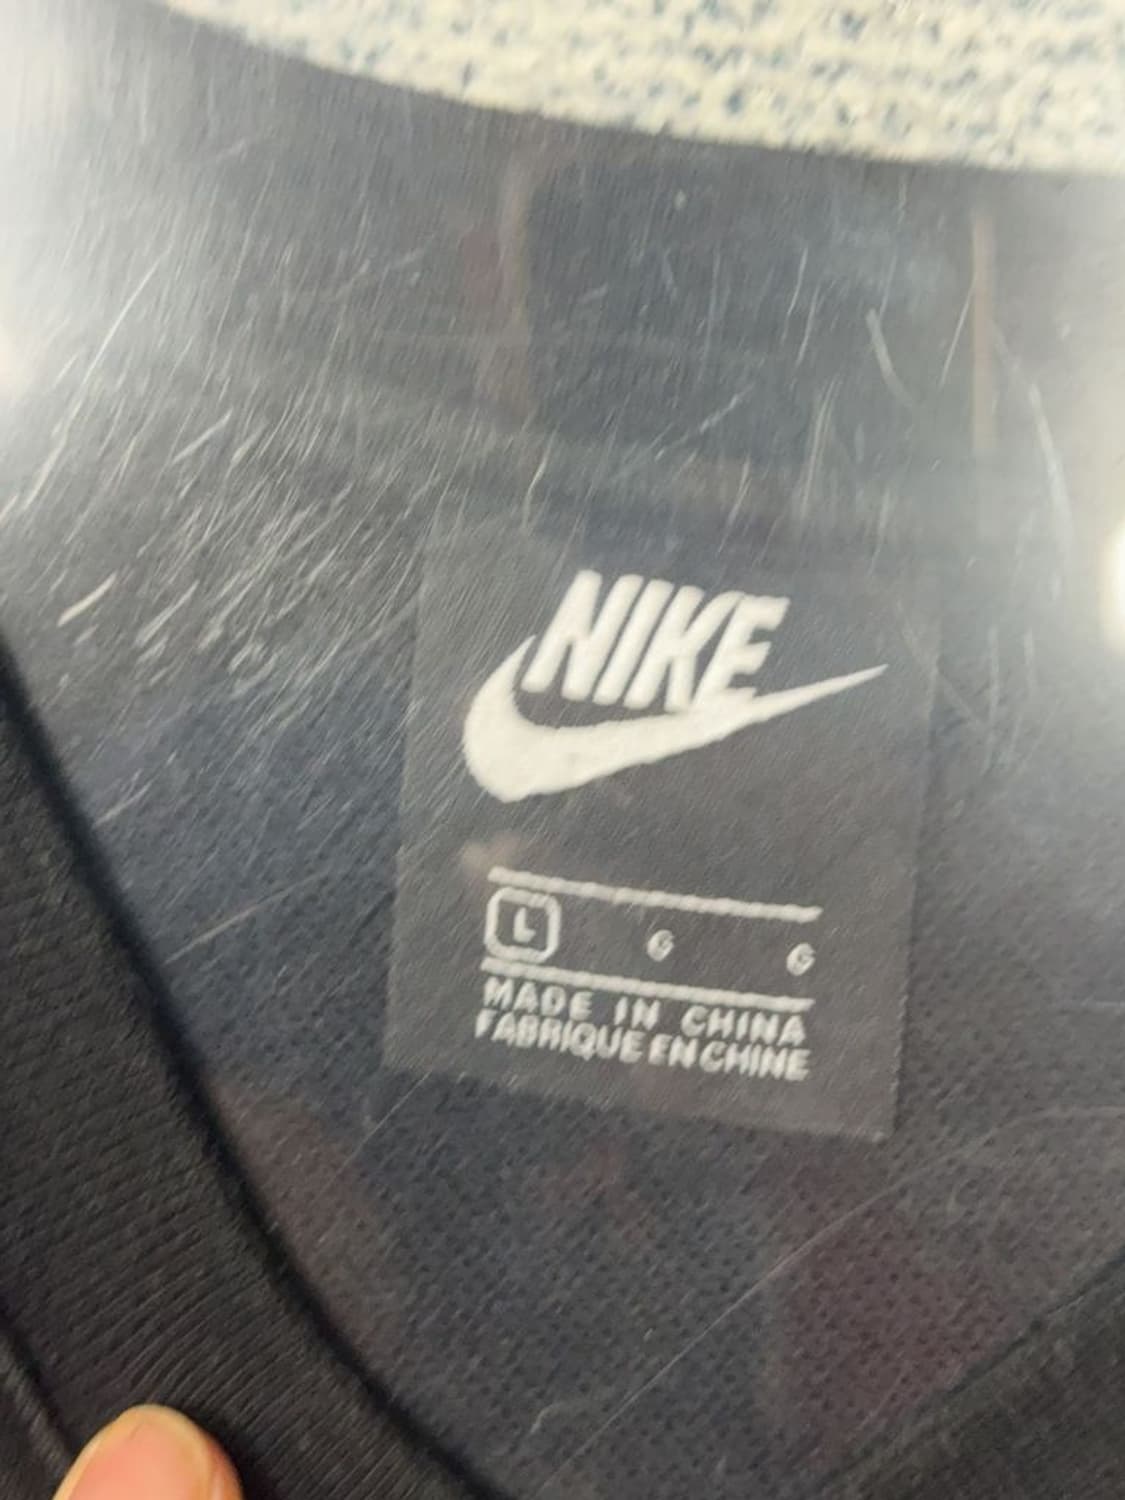 NIKE
L G G
MADE IN CHINA
FABRIQUE EN CHINE